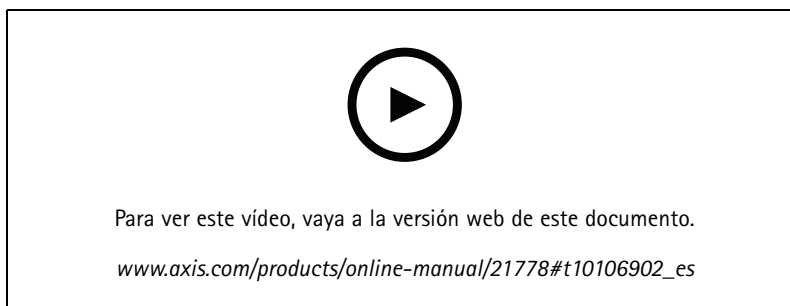 Para ver este vídeo, vaya a la versión web de este documento.
www.axis.com/products/online-manual/21778#t10106902_es